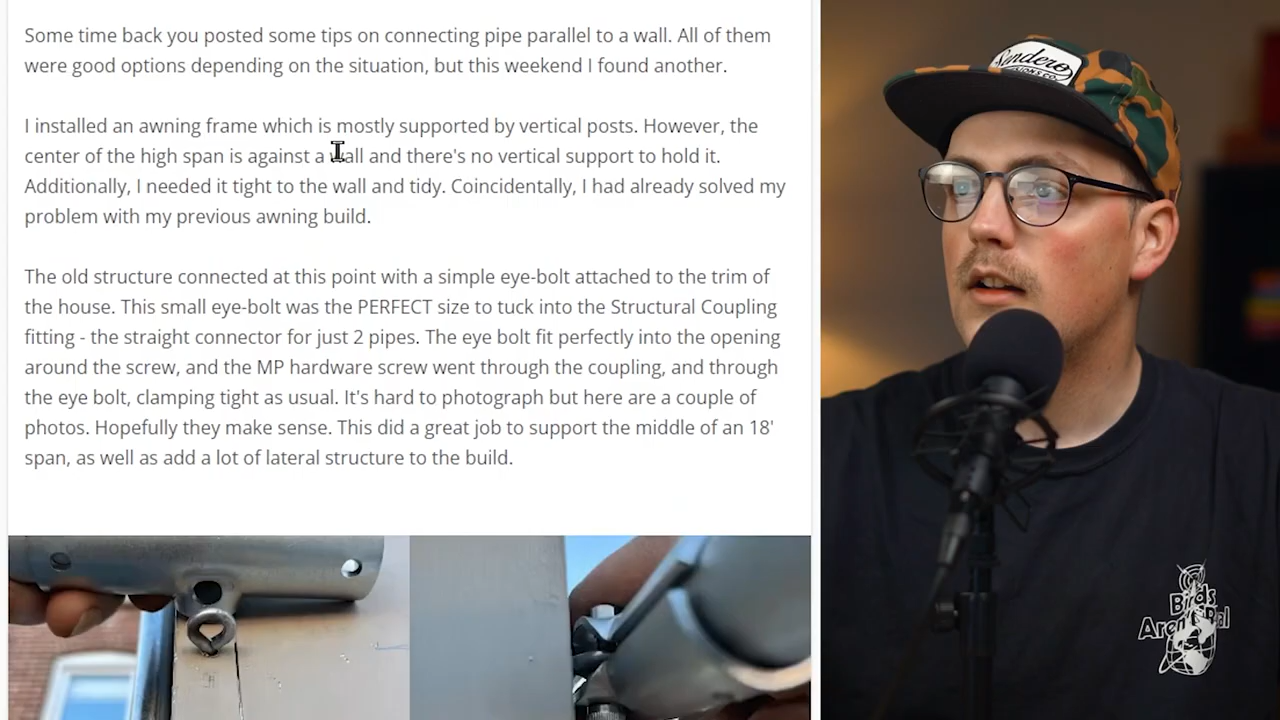 Some time back you posted some tips on connecting pipe parallel to a wall. All of them
were good options depending on the situation, but this weekend I found another.
I installed an awning frame which is mostly supported by vertical posts. However, the
center of the high span is against a wall and there's no vertical support to hold it.
Additionally, I needed it tight to the wall and tidy. Coincidentally, I had already solved my
problem with my previous awning build.
The old structure connected at this point with a simple eye-bolt attached to the trim of
the house. This small eye-bolt was the PERFECT size to tuck into the Structural Coupling
fitting - the straight connector for just 2 pipes. The eye bolt fit perfectly into the opening
around the screw, and the MP hardware screw went through the coupling, and through
the eye bolt, clamping tight as usual. It's hard to photograph but here are a couple of
photos. Hopefully they make sense. This did a great job to support the middle of an 18'
span, as well as add a lot of lateral structure to the build.
Sendero